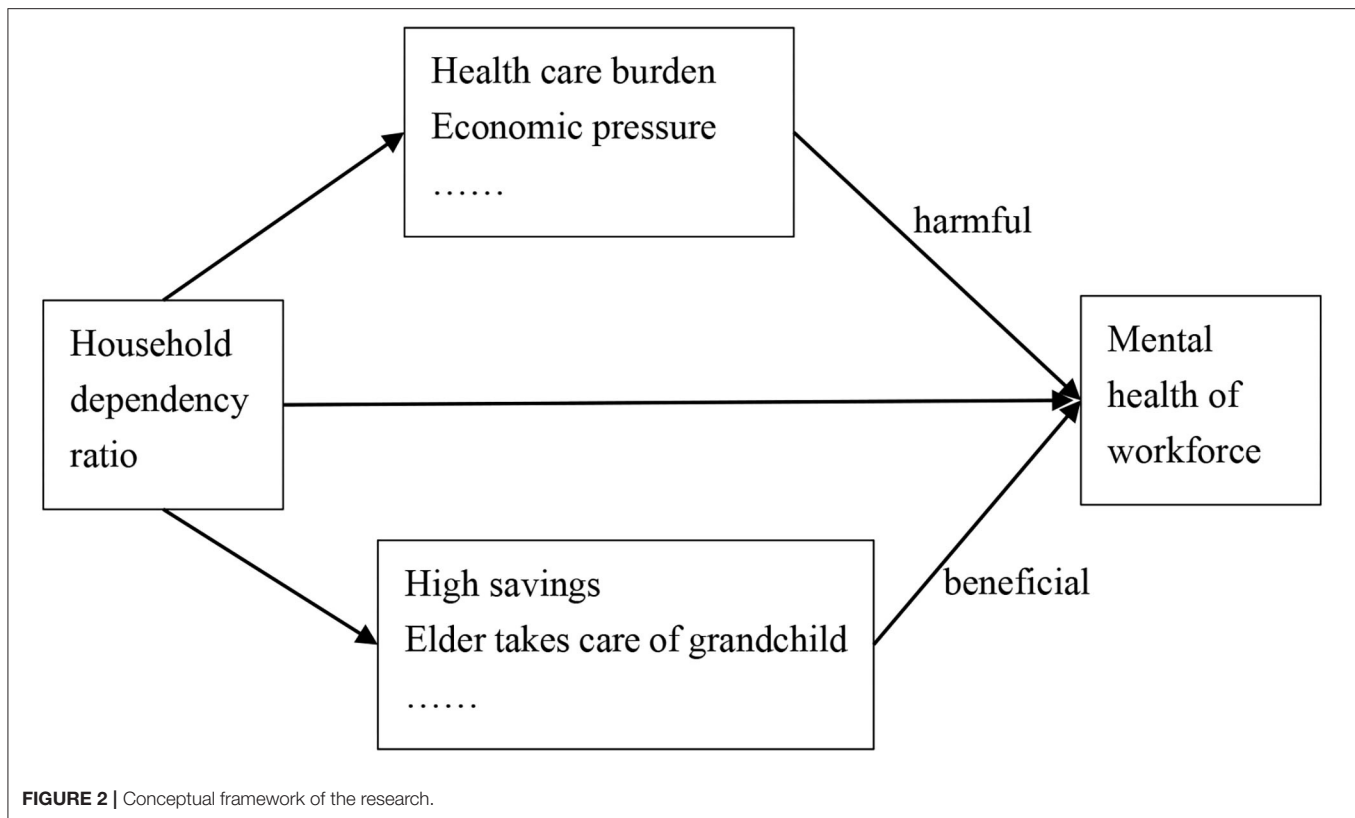 Health care burden
Economic pressure
……
harmful
Household
dependency
ratio
Mental
health of
workforce
High savings
Elder takes care of grandchild
……
beneficial
FIGURE 2 | Conceptual framework of the research.